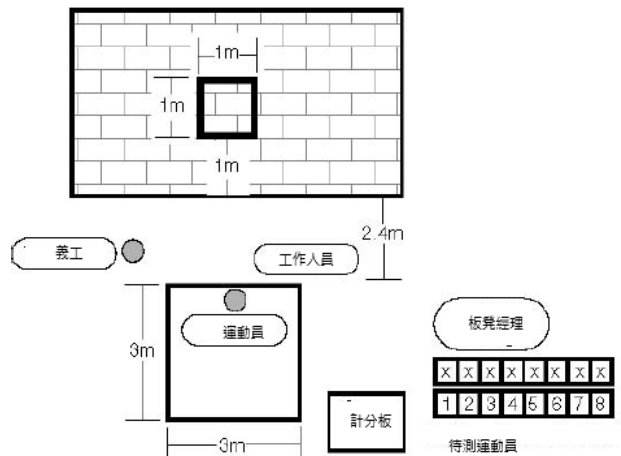 1m
1m
1m
2.4m
義工
工作人員
運動員
3m
3m
計分板
板凳經理
x x x x x x x x
1 2 3 4 5 6 7 8
待測運動員